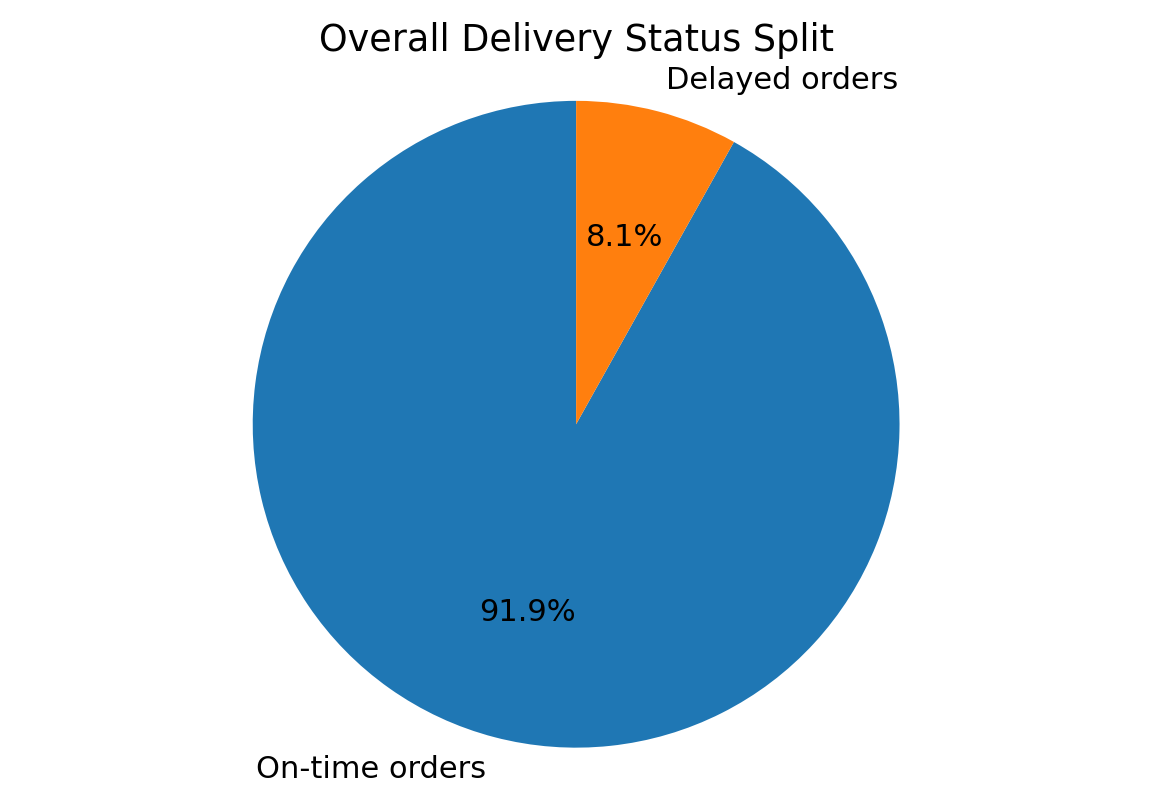 Overall Delivery Status Split
Delayed orders
8.1%
91.9%
On-time orders